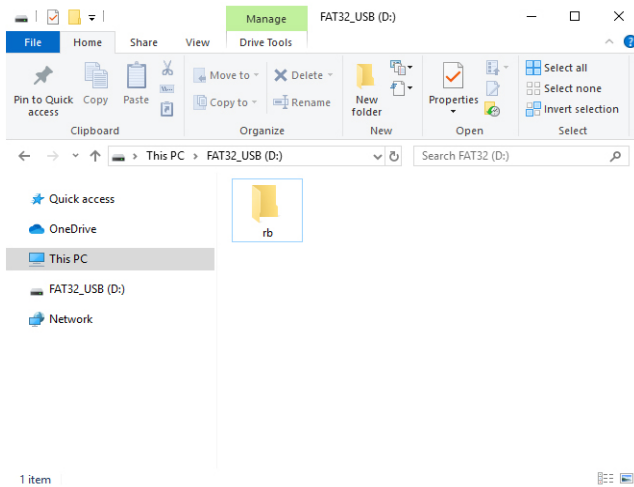 Manage
FAT32_USB (D:)
File
Home
Share
View
Drive Tools
?
Pin to Quick access
Copy
Paste
Move to
Copy to
Delete
Rename
New folder
Properties
Select all
Select none
Invert selection
Clipboard
Organize
New
Open
Select
This PC > FAT32_USB (D:)
Search FAT32 (D:)
Quick access
OneDrive
This PC
FAT32_USB (D:)
Network
rb
1 item